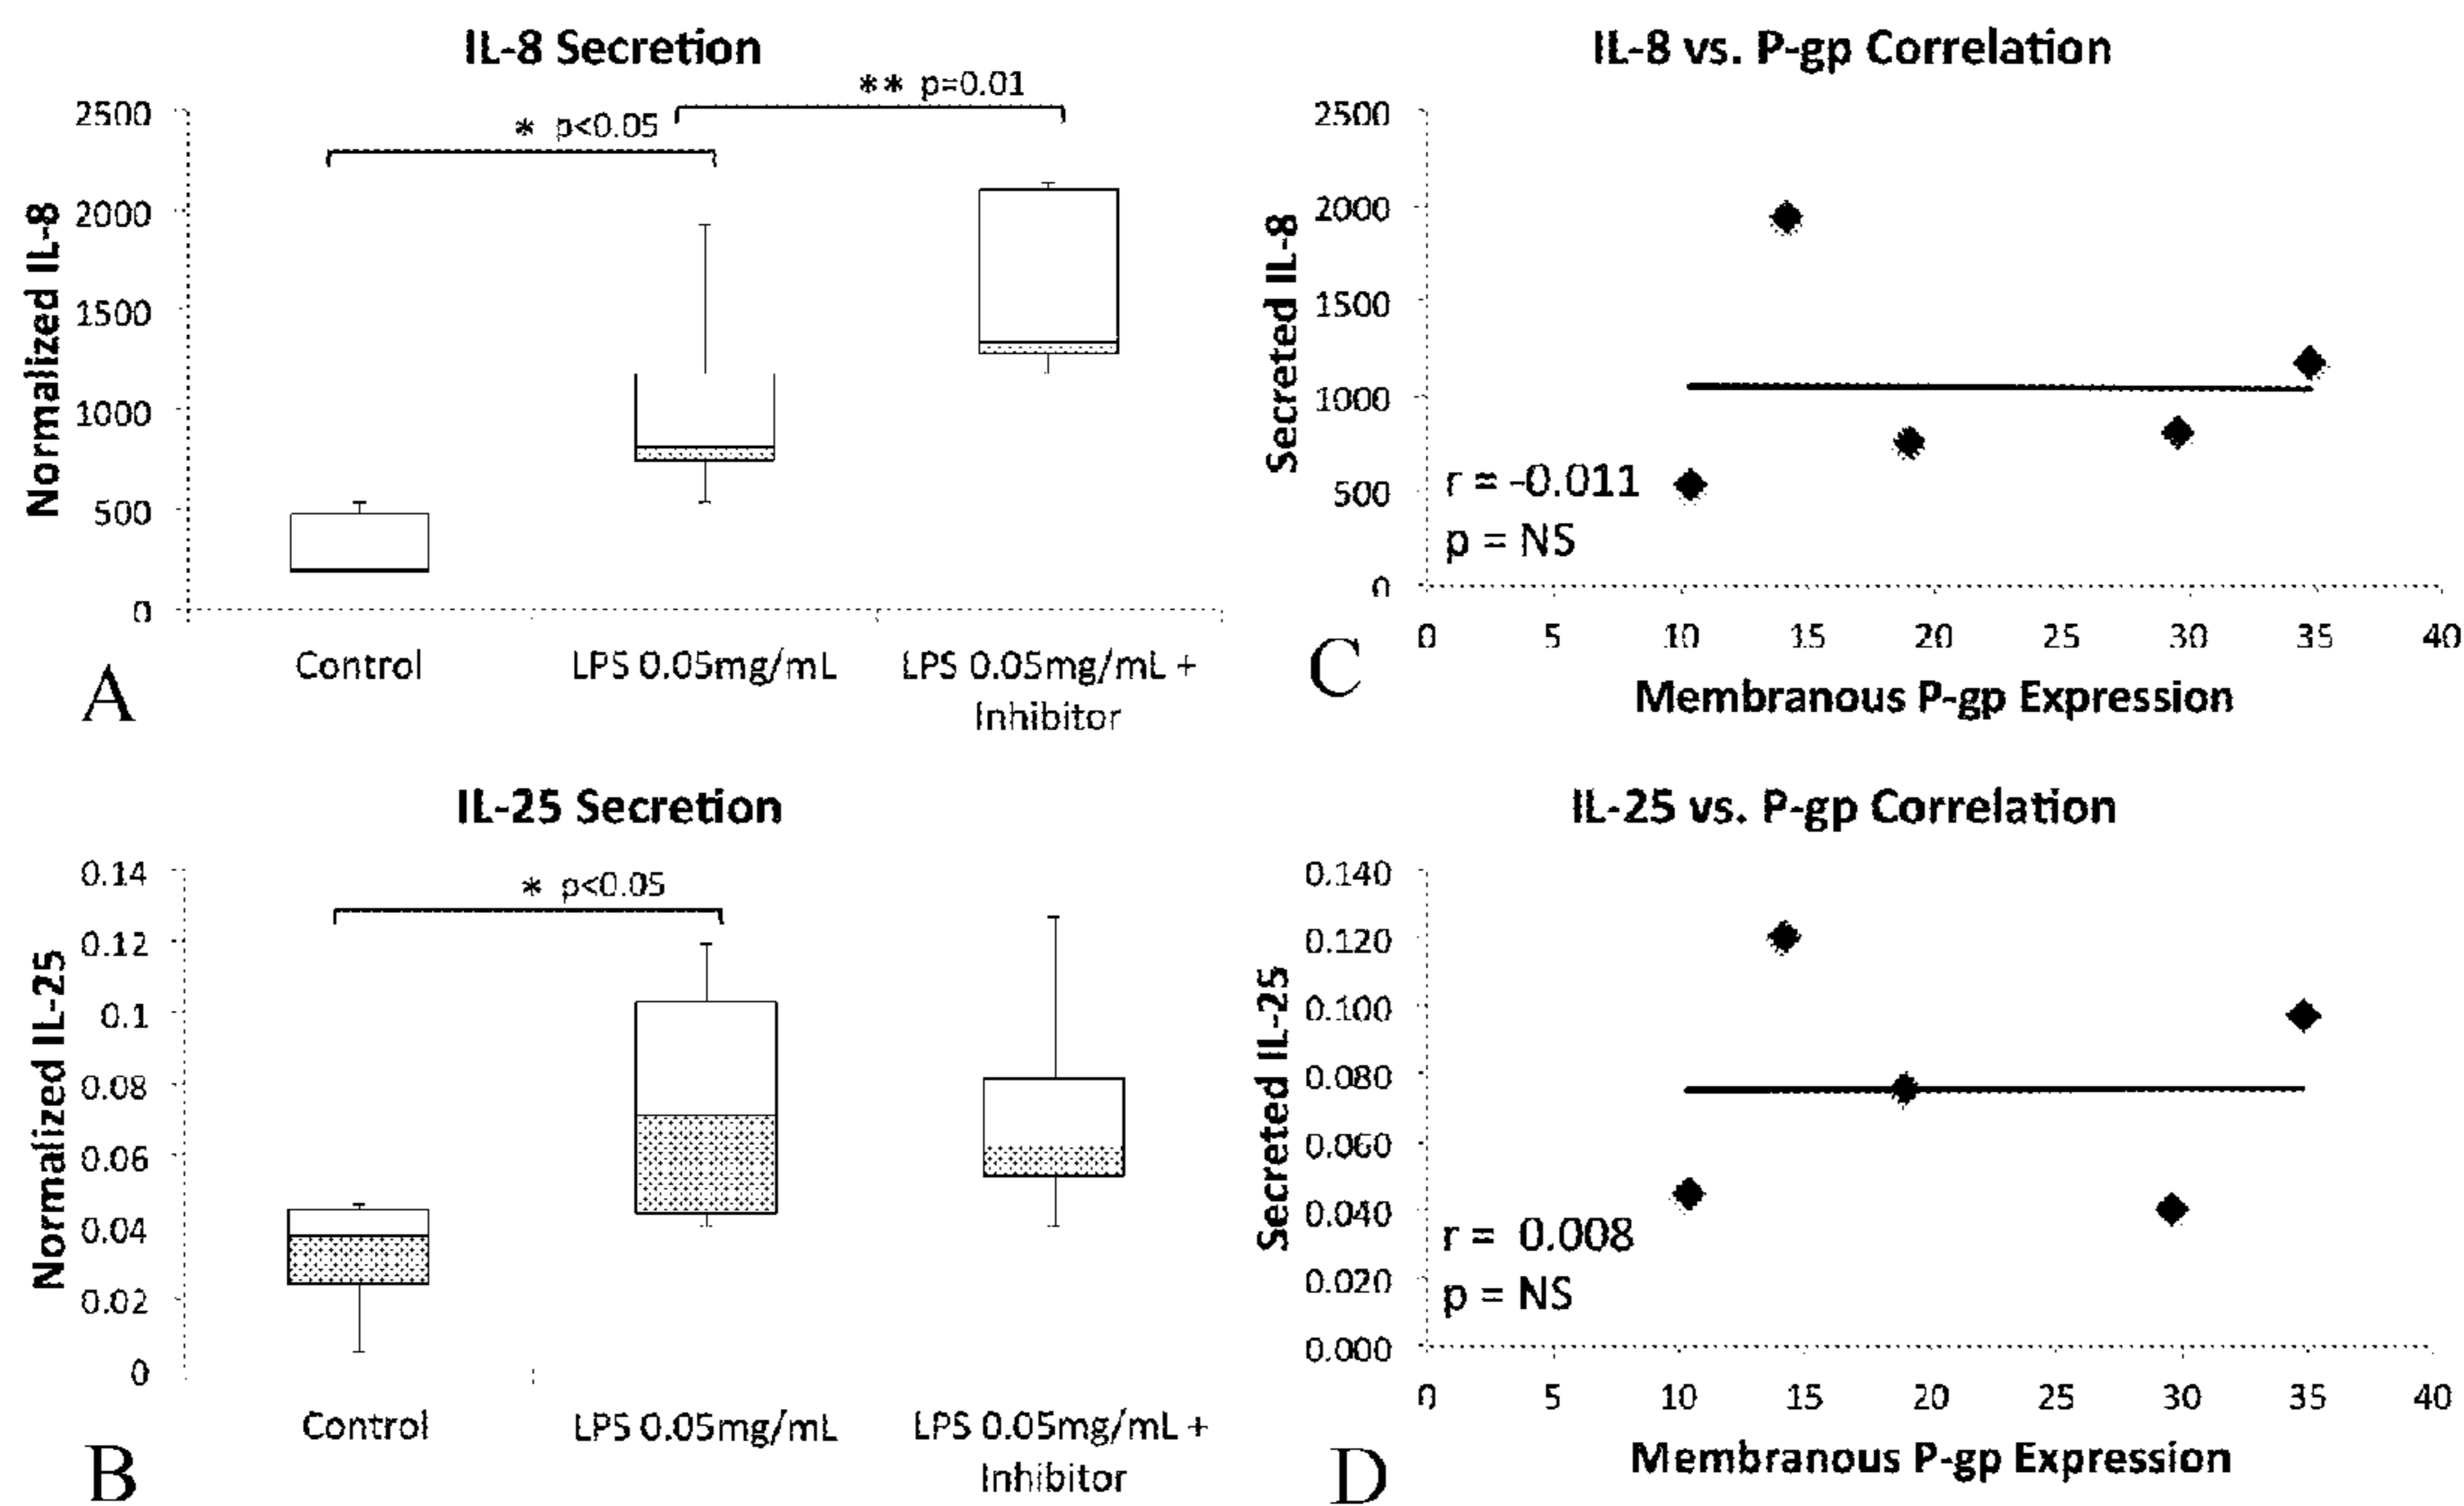 IL-8 Secretion
** p=0.01
* p<0.05
2500
2000
1500
1000
500
0
Normalized IL-8
Control
LPS 0.05mg/mL
LPS 0.05mg/mL +
Inhibitor
A
IL-8 vs. P-gp Correlation
2500
2000
1500
1000
500
0
Secreted IL-8
r = -0.011
p = NS
0 5 10 15 20 25 30 35 40
Membranous P-gp Expression
C
IL-25 Secretion
* p<0.05
0.14
0.12
0.1
0.08
0.06
0.04
0.02
0
Normalized IL-25
Control
LPS 0.05mg/mL
LPS 0.05mg/mL +
Inhibitor
B
IL-25 vs. P-gp Correlation
0.140
0.120
0.100
0.080
0.060
0.040
0.020
0.000
Secreted IL-25
r = 0.008
p = NS
0 5 10 15 20 25 30 35 40
Membranous P-gp Expression
D